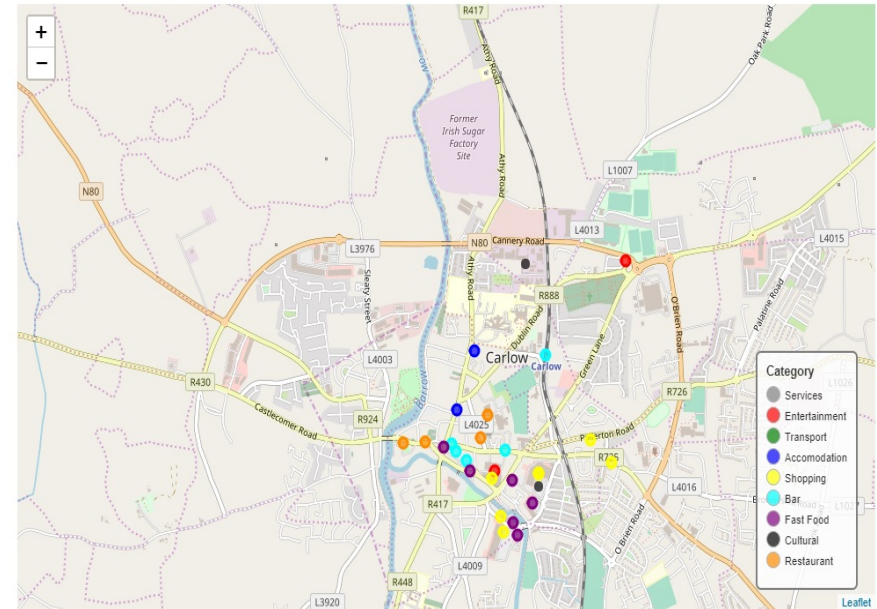 +
−
R417
Athy Road
Oak Park Road
Former
Irish Sugar
Factory
Site
Athy Road
L1007
N80
L4013
L4015
Cannery Road
N80
L3976
Athy Road
Sleaty Street
Palatine Road
R888
O'Brien Road
Dublin Road
Green Lane
Carlow
Carlow
L4003
Barrow
R430
R726
L1026
Castlecomer Road
R924
L4025
R725
L4016
R417
O Brien Road
L4009
R448
L3920
Category
Services
Entertainment
Transport
Accomodation
Shopping
Bar
Fast Food
Cultural
Restaurant
Leaflet